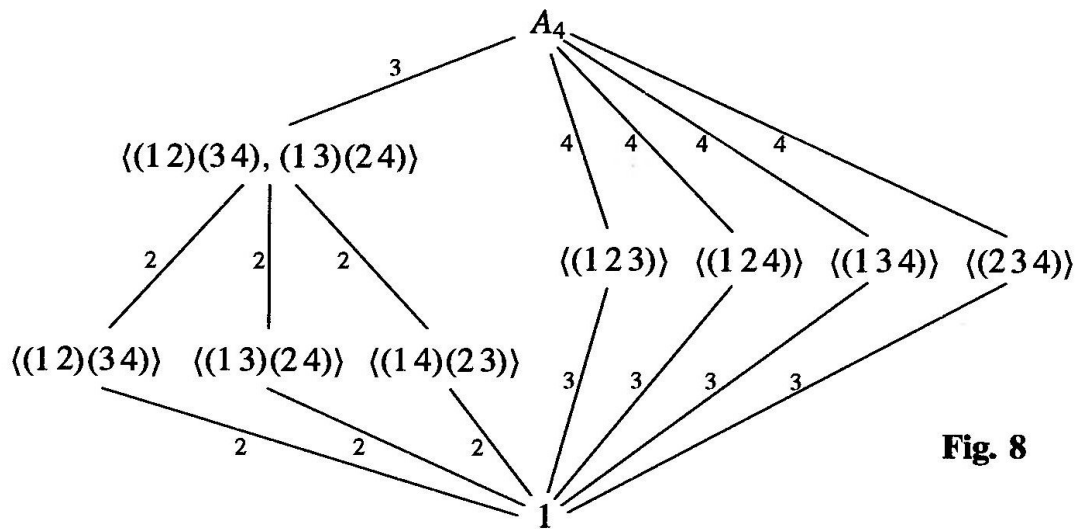 A₄
3
⟨(1 2)(3 4), (1 3)(2 4)⟩
4 4 4 4
2 2 2
⟨(1 2 3)⟩ ⟨(1 2 4)⟩ ⟨(1 3 4)⟩ ⟨(2 3 4)⟩
⟨(1 2)(3 4)⟩ ⟨(1 3)(2 4)⟩ ⟨(1 4)(2 3)⟩
3 3 3 3
2 2 2
Fig. 8
1